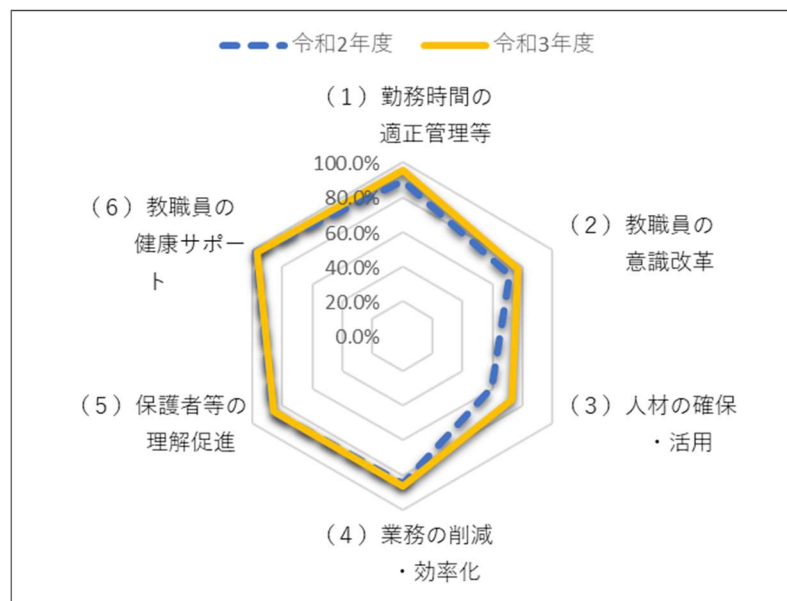 令和2年度 令和3年度
（1）勤務時間の
適正管理等
（2）教職員の
意識改革
（3）人材の確保
・活用
（4）業務の削減
・効率化
（5）保護者等の
理解促進
（6）教職員の
健康サポー
ト
100.0%
80.0%
60.0%
40.0%
20.0%
0.0%